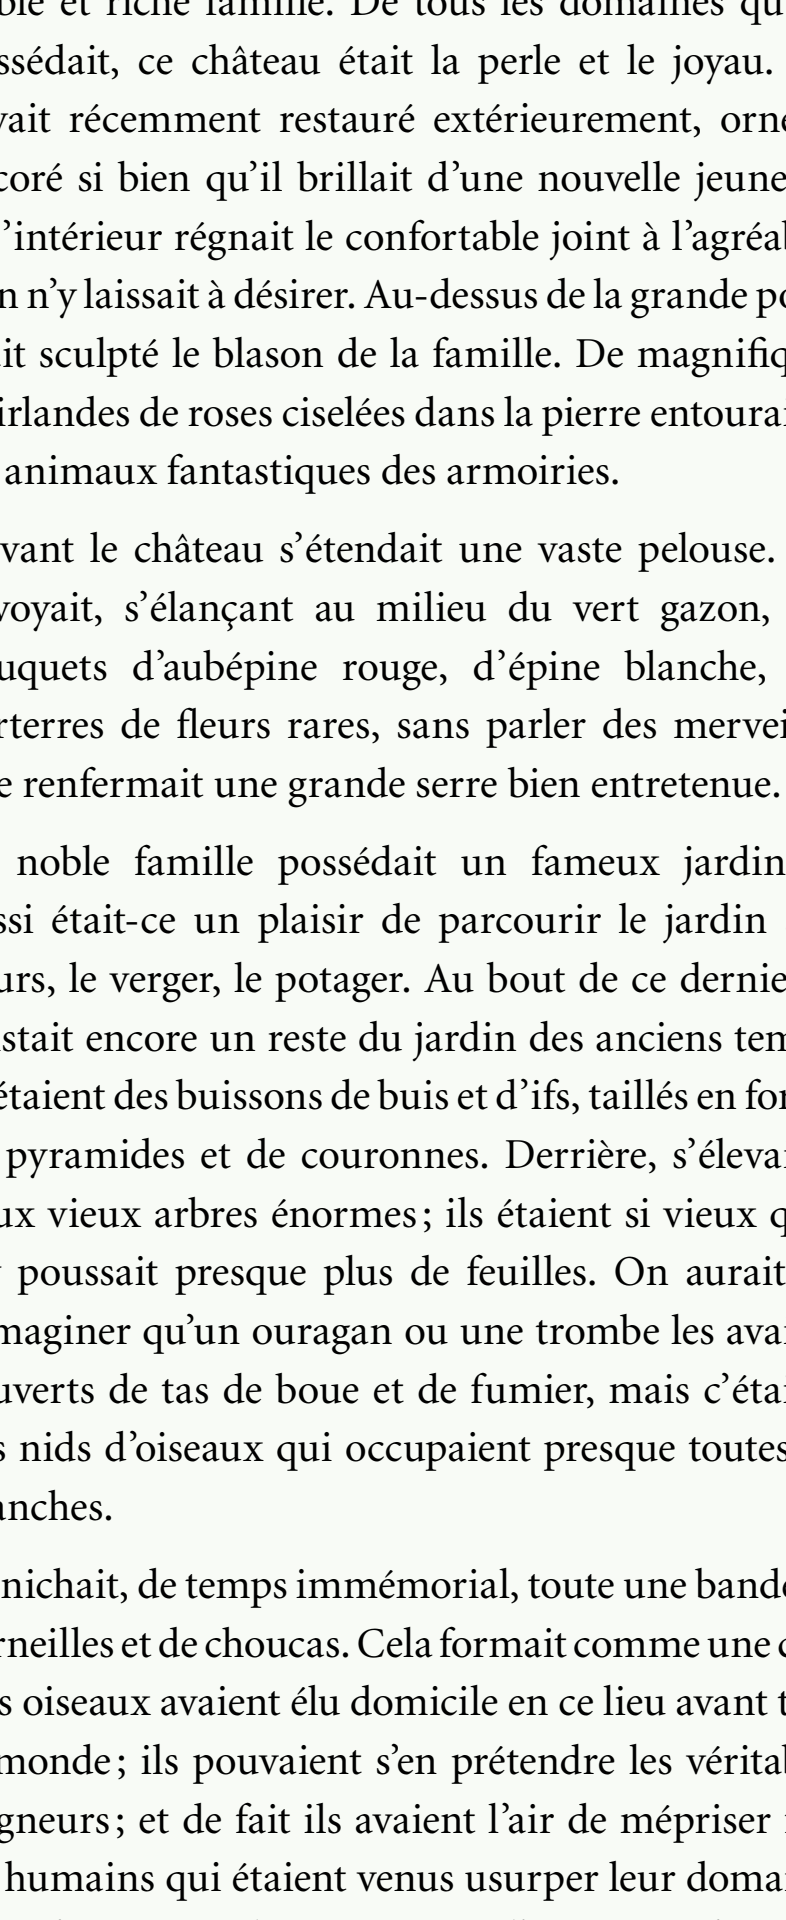 ble et riche famille. De tous les domaines qu
ssédait, ce château était la perle et le joyau.
vait récemment restauré extérieurement, orné
coré si bien qu’il brillait d’une nouvelle jeune
’intérieur régnait le confortable joint à l’agréab
n n’y laissait à désirer. Au-dessus de la grande po
it sculpté le blason de la famille. De magnifiq
irlandes de roses ciselées dans la pierre entourai
animaux fantastiques des armoiries.
vant le château s’étendait une vaste pelouse.
voyait, s’élançant au milieu du vert gazon,
uquets d’aubépine rouge, d’épine blanche,
rterres de fleurs rares, sans parler des mervei
e renfermait une grande serre bien entretenue.
noble famille possédait un fameux jardin
ssi était-ce un plaisir de parcourir le jardin
urs, le verger, le potager. Au bout de ce dernie
istait encore un reste du jardin des anciens tem
étaient des buissons de buis et d’ifs, taillés en for
pyramides et de couronnes. Derrière, s’élevai
ux vieux arbres énormes ; ils étaient si vieux q
y poussait presque plus de feuilles. On aurait
maginer qu’un ouragan ou une trombe les avai
uverts de tas de boue et de fumier, mais c’étai
s nids d’oiseaux qui occupaient presque toutes
anches.
nichait, de temps immémorial, toute une bande
rneilles et de choucas. Cela formait comme une c
s oiseaux avaient élu domicile en ce lieu avant t
monde ; ils pouvaient s’en prétendre les véritab
gneurs ; et de fait ils avaient l’air de mépriser
humains qui étaient venus usurper leur domai